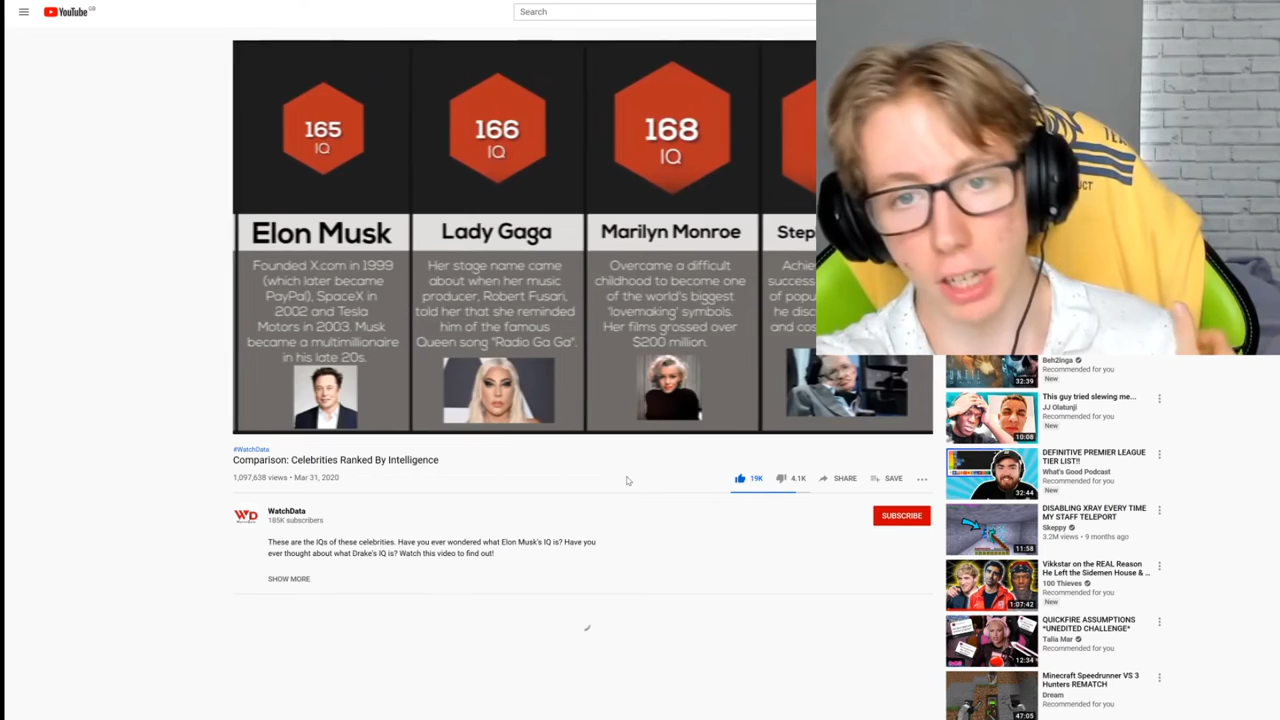 YouTube GB
Search
165
IQ
166
IQ
168
IQ
Elon Musk
Lady Gaga
Marilyn Monroe
Step
Founded X.com in 1999
(which later became
PayPal), SpaceX in
2002 and Tesla
Motors in 2003. Musk
became a multimillionaire
in his late 20s.
Her stage name came
about when her music
producer, Robert Fusari,
told her that she reminded
him of the famous
Queen song "Radio Ga Ga".
Overcame a difficult
childhood to become one
of the world's biggest
'lovemaking' symbols.
Her films grossed over
$200 million.
Achie
success
of popu
he disc
and cos
#WatchData
Comparison: Celebrities Ranked By Intelligence
1,097,638 views • Mar 31, 2020
19K
4.1K
SHARE
SAVE
WD
WatchData
185K subscribers
SUBSCRIBE
These are the IQs of these celebrities. Have you ever wondered what Elon Musk's IQ is? Have you
ever thought about what Drake's IQ is? Watch this video to find out!
SHOW MORE
UNTIL
32:39
Beh2inga
Recommended for you
New
10:08
This guy tried slewing me...
JJ Olatunji
Recommended for you
New
32:44
DEFINITIVE PREMIER LEAGUE
TIER LIST!!
What's Good Podcast
Recommended for you
New
11:58
DISABLING XRAY EVERY TIME
MY STAFF TELEPORT
Skeppy
3.2M views • 9 months ago
1:07:42
Vikkstar on the REAL Reason
He Left the Sidemen House & ...
100 Thieves
Recommended for you
New
12:34
QUICKFIRE ASSUMPTIONS
*UNEDITED CHALLENGE*
Talia Mar
Recommended for you
47:05
Minecraft Speedrunner VS 3
Hunters REMATCH
Dream
Recommended for you